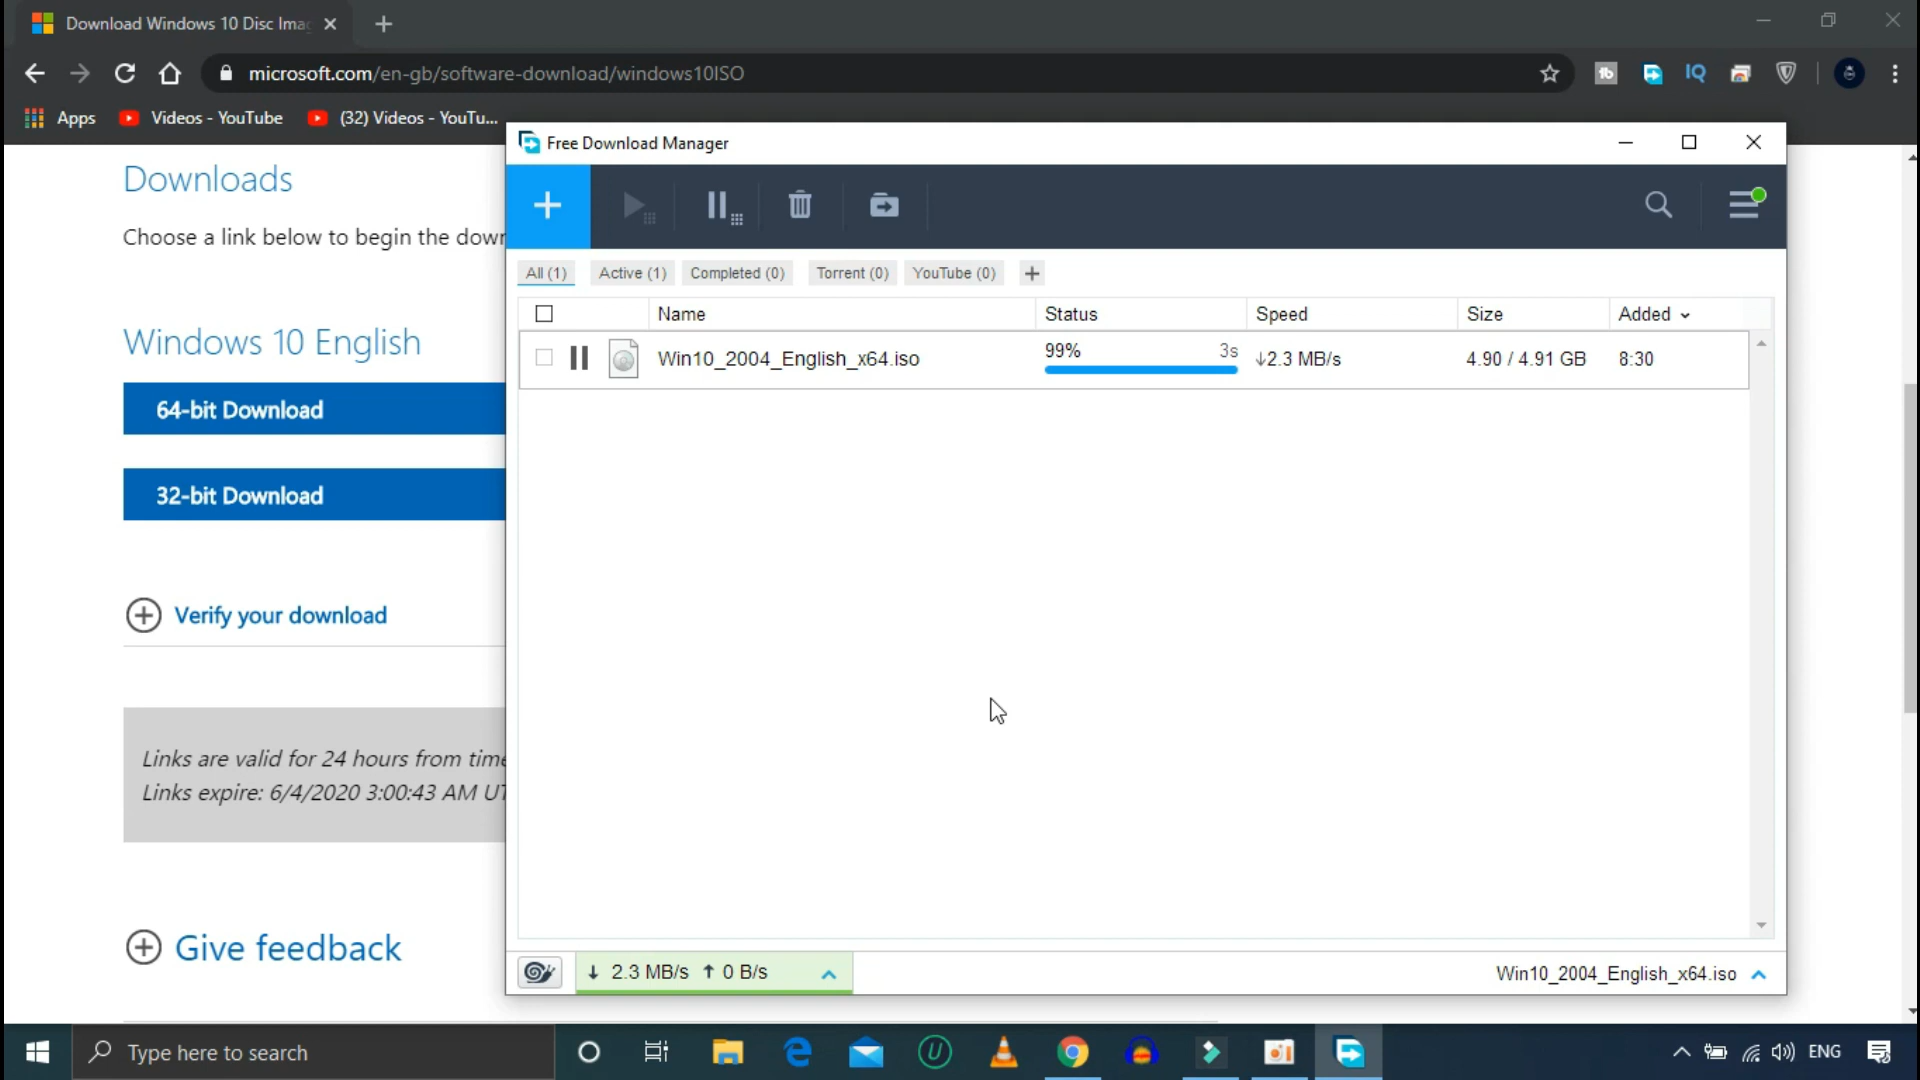 Download Windows 10 Disc Ima
microsoft.com/en-gb/software-download/windows10ISO
Apps
Videos - YouTube
(32) Videos - YouTu...
Downloads
Choose a link below to begin the down
Windows 10 English
64-bit Download
32-bit Download
Verify your download
Links are valid for 24 hours from time
Links expire: 6/4/2020 3:00:43 AM UT
Give feedback
Free Download Manager
All (1)
Active (1)
Completed (0)
Torrent (0)
YouTube (0)
Name
Status
Speed
Size
Added
Win10_2004_English_x64.iso
99%
3s
↓2.3 MB/s
4.90 / 4.91 GB
8:30
↓ 2.3 MB/s ↑ 0 B/s
Win10_2004_English_x64.iso
Type here to search
ENG